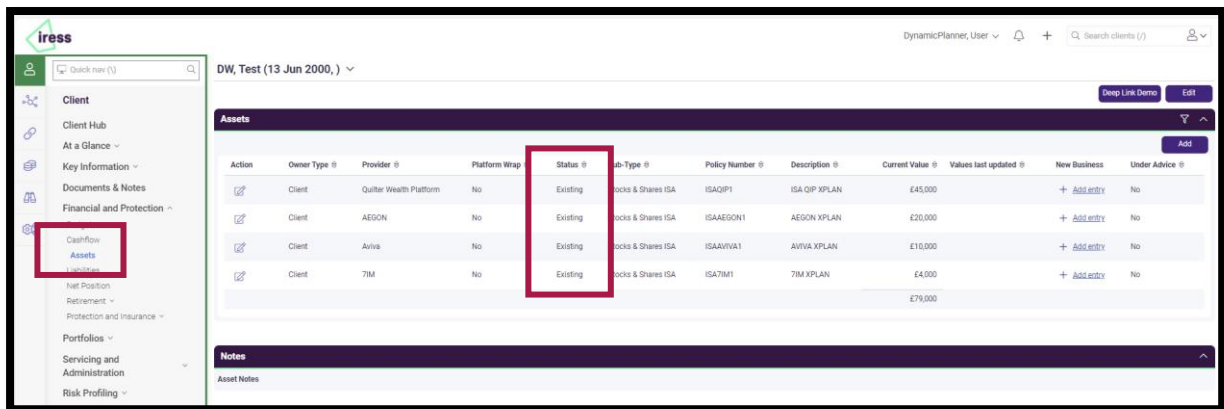 iress
DynamicPlanner, User
Search clients (/)
Quick nav (\)
DW, Test (13 Jun 2000, )
Deep Link Demo Edit
Client
Client Hub
At a Glance
Key Information
Documents & Notes
Financial and Protection
Cashflow
Assets
Liabilities
Net Position
Retirement
Protection and Insurance
Portfolios
Servicing and
Administration
Risk Profiling
Assets
Add
Action Owner Type Provider Platform Wrap Status ub-Type Policy Number Description Current Value Values last updated New Business Under Advice
Client Quilter Wealth Platform No Existing tocks & Shares ISA ISAQIP1 ISA QIP XPLAN £45,000 + Add entry No
Client AEGON No Existing tocks & Shares ISA ISAAEGON1 AEGON XPLAN £20,000 + Add entry No
Client Aviva No Existing tocks & Shares ISA ISAAVIVA1 AVIVA XPLAN £10,000 + Add entry No
Client 7IM No Existing tocks & Shares ISA ISA7IM1 7IM XPLAN £4,000 + Add entry No
£79,000
Notes
Asset Notes